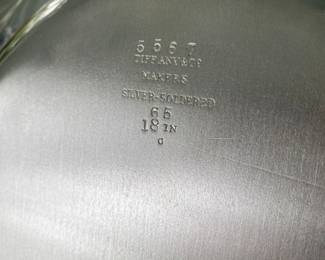 5567
TIFFANY & Co
MAKERS
SILVER-SOLDERED
65
18 IN
C